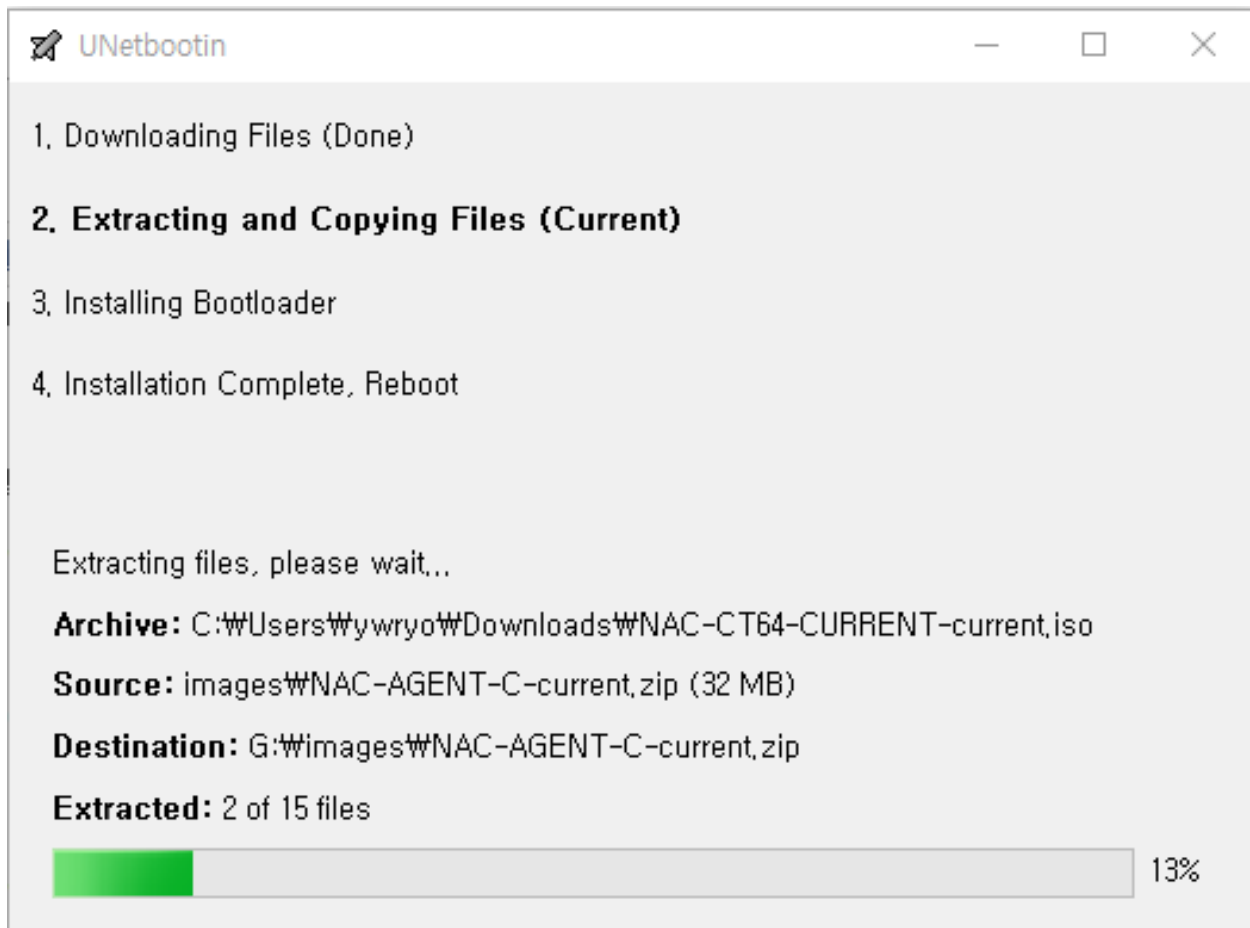 UNetbootin
1. Downloading Files (Done)
2. Extracting and Copying Files (Current)
3. Installing Bootloader
4. Installation Complete, Reboot
Extracting files, please wait...
Archive: C:₩Users₩ywryo₩Downloads₩NAC-CT64-CURRENT-current.iso
Source: images₩NAC-AGENT-C-current.zip (32 MB)
Destination: G:₩images₩NAC-AGENT-C-current.zip
Extracted: 2 of 15 files
13%